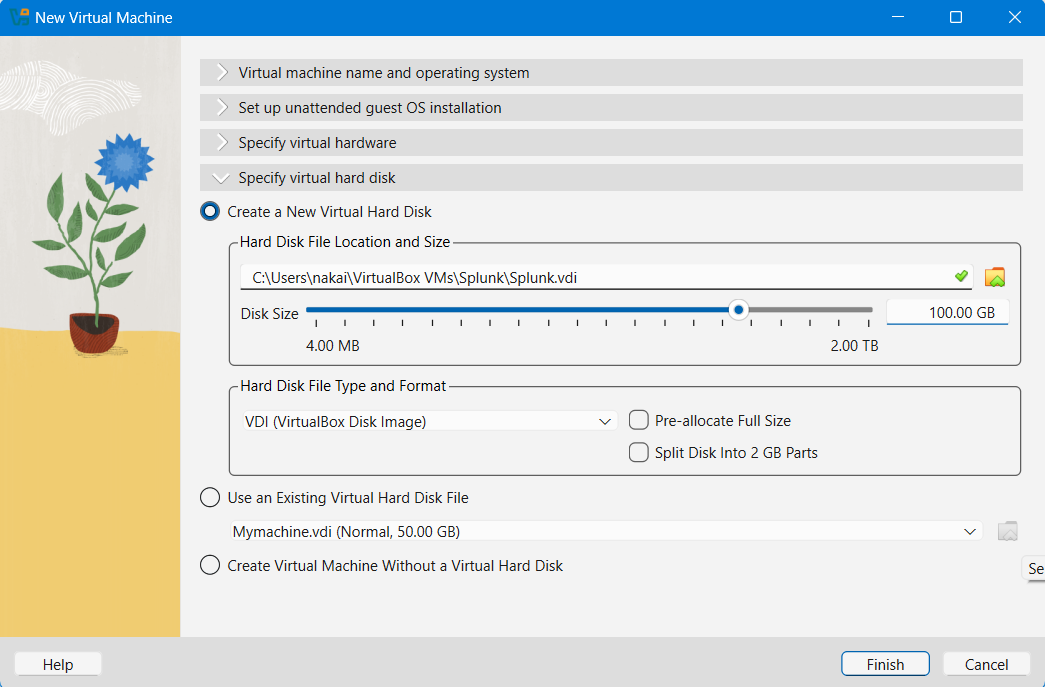 New Virtual Machine
Virtual machine name and operating system
Set up unattended guest OS installation
Specify virtual hardware
Specify virtual hard disk
Create a New Virtual Hard Disk
Hard Disk File Location and Size
C:\Users\nakai\VirtualBox VMs\Splunk\Splunk.vdi
Disk Size 100.00 GB
4.00 MB 2.00 TB
Hard Disk File Type and Format
VDI (VirtualBox Disk Image) Pre-allocate Full Size
Split Disk Into 2 GB Parts
Use an Existing Virtual Hard Disk File
Mymachine.vdi (Normal, 50.00 GB)
Create Virtual Machine Without a Virtual Hard Disk
Se
Help Finish Cancel